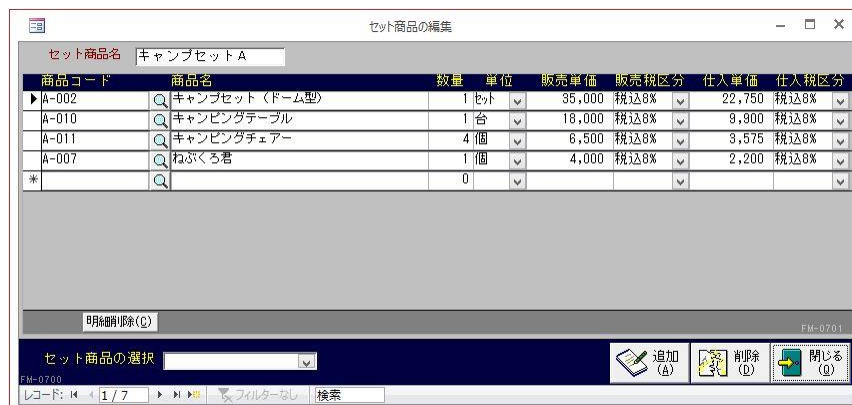 セット商品の編集
セット商品名 キャンプセットA
商品コード 商品名 数量 単位 販売単価 販売税区分 仕入単価 仕入税区分
A-002 キャンプセット（ドーム型） 1 セット 35,000 税込8% 22,750 税込8%
A-010 キャンピングテーブル 1 台 18,000 税込8% 9,900 税込8%
A-011 キャンピングチェアー 4 個 6,500 税込8% 3,575 税込8%
A-007 ねぶくろ君 1 個 4,000 税込8% 2,200 税込8%
* 0
明細削除(C)
FM-0701
セット商品の選択
追加(A) 削除(D) 閉じる(Q)
FM-0700
レコード: 1 / 7 フィルターなし 検索